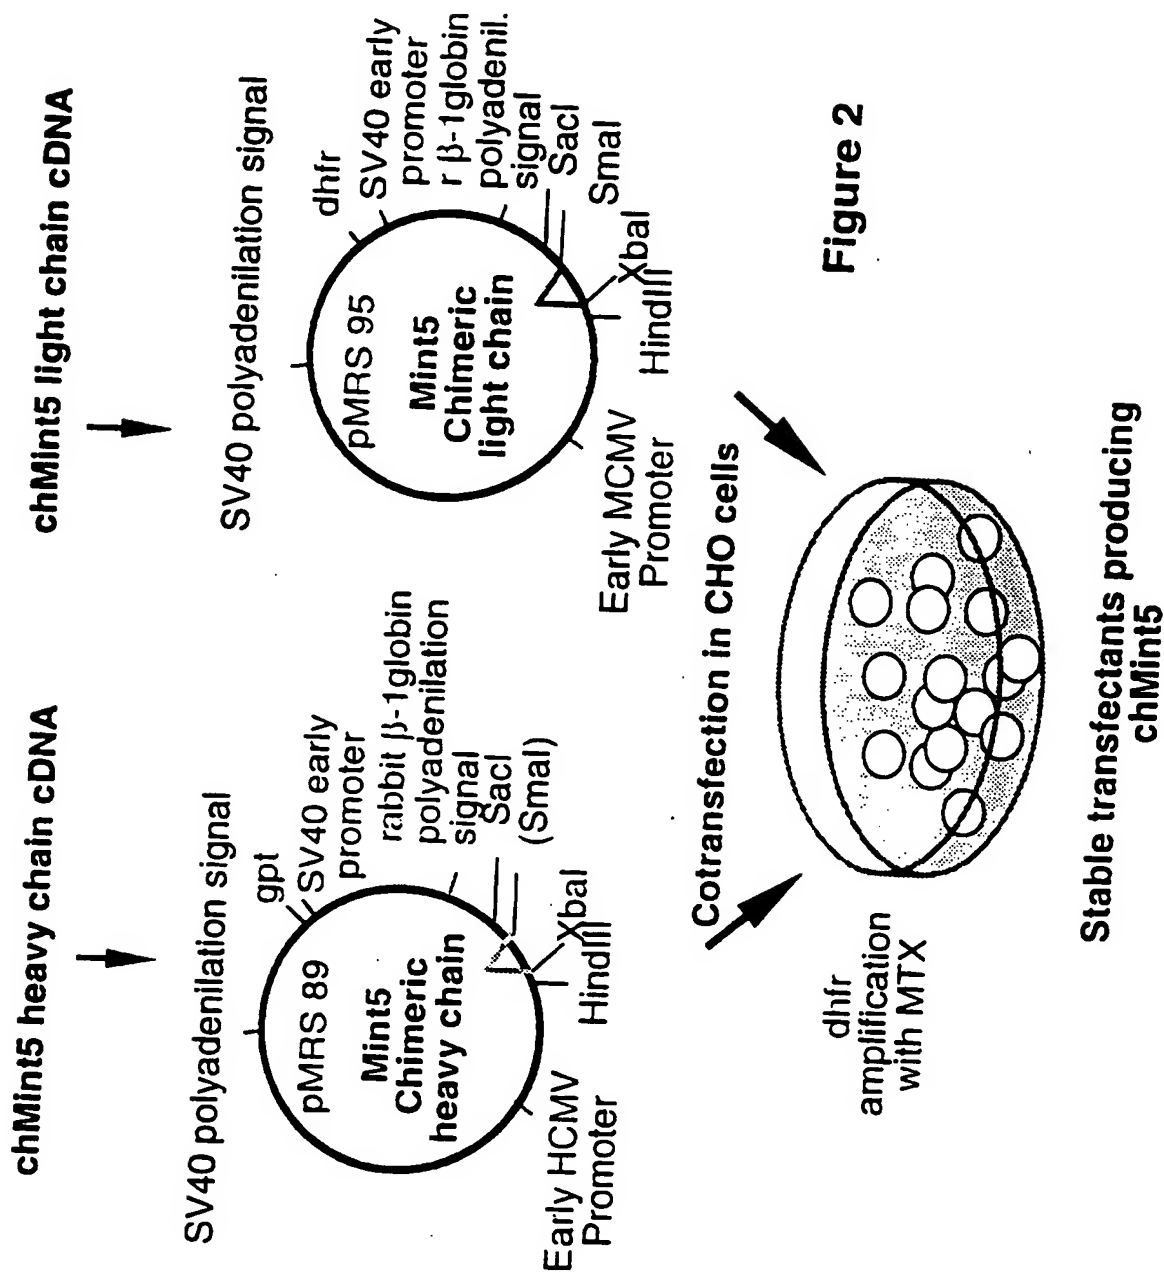 chMint5 heavy chain cDNA
SV40 polyadenilation signal
gpt
SV40 early
promoter
rabbit β-1globin
polyadenilation
signal
SacI
(SmaI)
XbaI
HindIII
Early HCMV
Promoter
pMRS 89
Mint5
Chimeric
heavy chain
chMint5 light chain cDNA
SV40 polyadenilation signal
dhfr
SV40 early
promoter
r β-1globin
polyadenil.
signal
SacI
SmaI
XbaI
HindIII
Early MCMV
Promoter
pMRS 95
Mint5
Chimeric
light chain
Cotransfection in CHO cells
dhfr
amplification
with MTX
Stable transfectants producing
chMint5
Figure 2